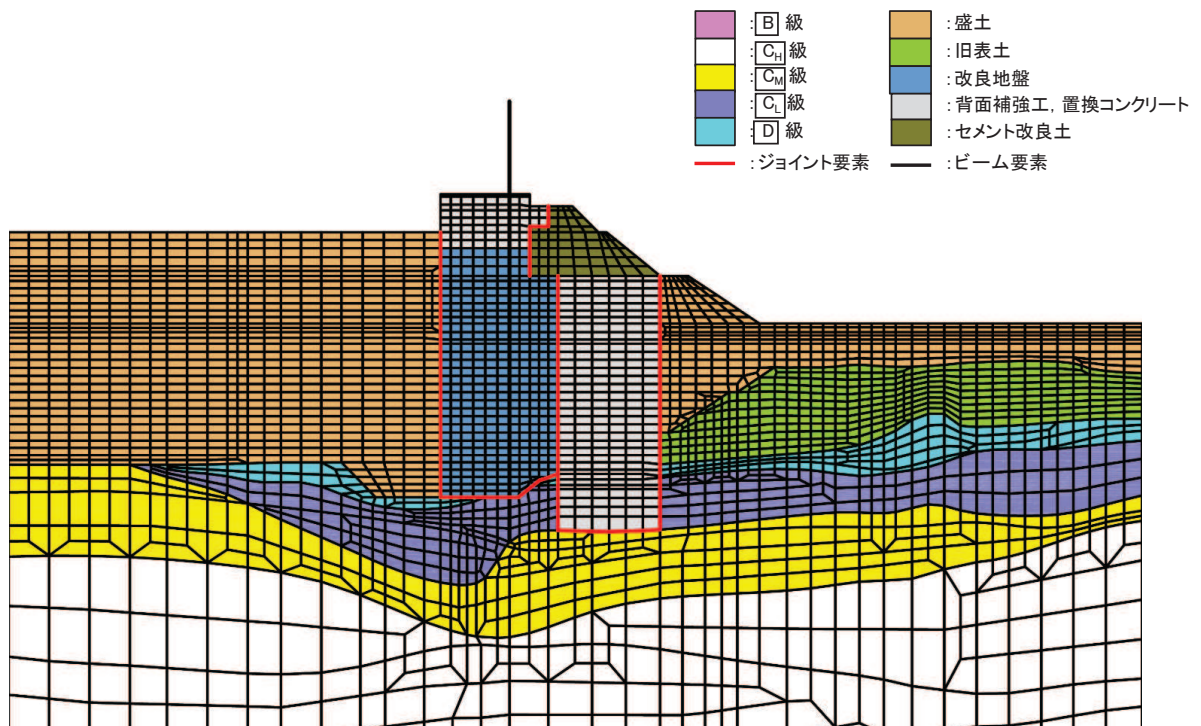 :B 級
:CH 級
:CM 級
:CL 級
:D 級
:ジョイント要素
:盛土
:旧表土
:改良地盤
:背面補強工，置換コンクリート
:セメント改良土
:ビーム要素